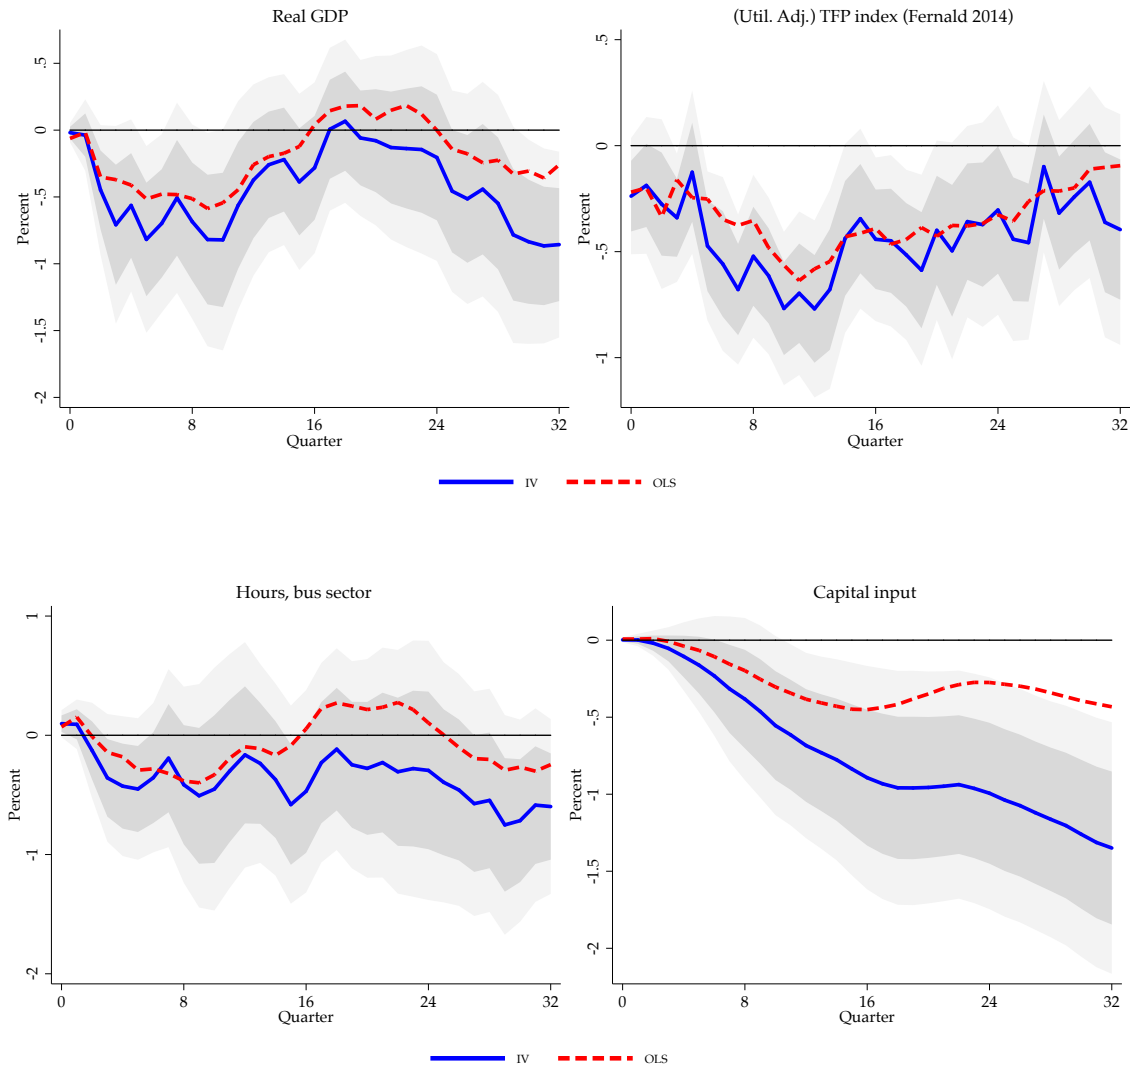 Real GDP
(Util. Adj.) TFP index (Fernald 2014)
Percent
.5
0
-.5
-1
-1.5
-2
0 8 16 24 32
Quarter
Percent
.5
0
-.5
-1
0 8 16 24 32
Quarter
IV OLS
Hours, bus sector
Capital input
Percent
1
0
-1
-2
0 8 16 24 32
Quarter
Percent
0
-.5
-1
-1.5
-2
0 8 16 24 32
Quarter
IV OLS